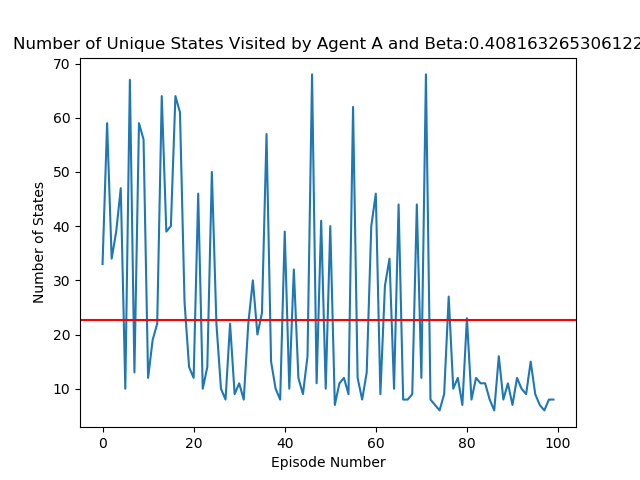 Number of Unique States Visited by Agent A and Beta:0.408163265306122
70
60
50
40
30
20
10
Number of States
0 20 40 60 80 100
Episode Number